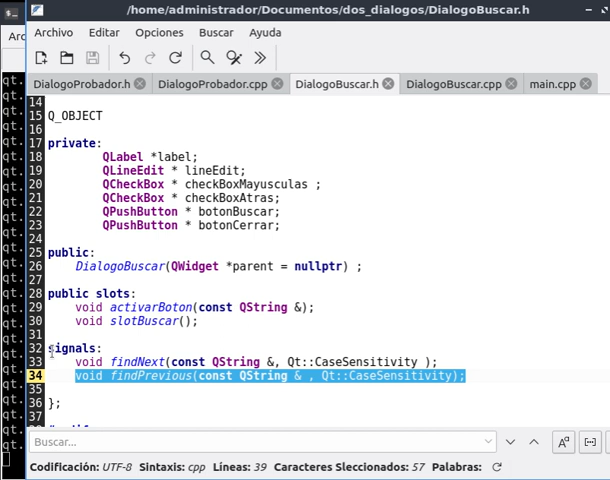 /home/administrador/Documentos/dos_dialogos/DialogoBuscar.h
Archivo Editar Opciones Buscar Ayuda
DialogoProbador.h DialogoProbador.cpp DialogoBuscar.h DialogoBuscar.cpp main.cpp
14
15 Q_OBJECT
16
17 private:
18 QLabel *label;
19 QLineEdit * lineEdit;
20 QCheckBox * checkBoxMayusculas ;
21 QCheckBox * checkBoxAtras;
22 QPushButton * botonBuscar;
23 QPushButton * botonCerrar;
24
25 public:
26 DialogoBuscar(QWidget *parent = nullptr) ;
27
28 public slots:
29 void activarBoton(const QString &);
30 void slotBuscar();
31
32 signals:
33 void findNext(const QString &, Qt::CaseSensitivity );
34 void findPrevious(const QString & , Qt::CaseSensitivity);
35
36 };
37
Buscar...
Codificación: UTF-8 Sintaxis: cpp Líneas: 39 Caracteres Sleccionados: 57 Palabras: